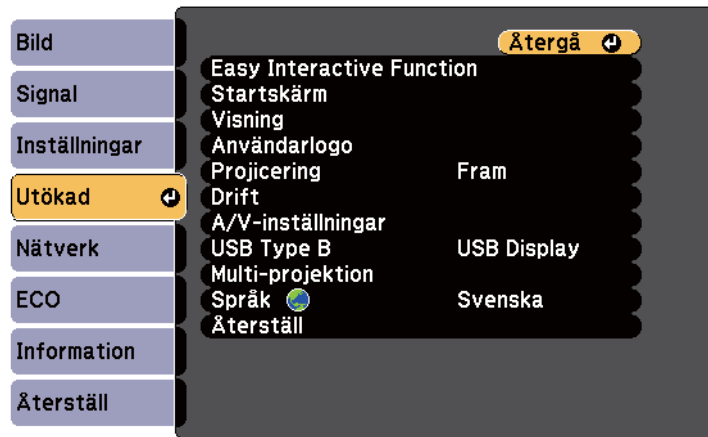 Bild
Signal
Inställningar
Utökad
Nätverk
ECO
Information
Återställ
Återgå
Easy Interactive Function
Startskärm
Visning
Användarlogo
Projicering Fram
Drift
A/V-inställningar
USB Type B USB Display
Multi-projektion
Språk Svenska
Återställ